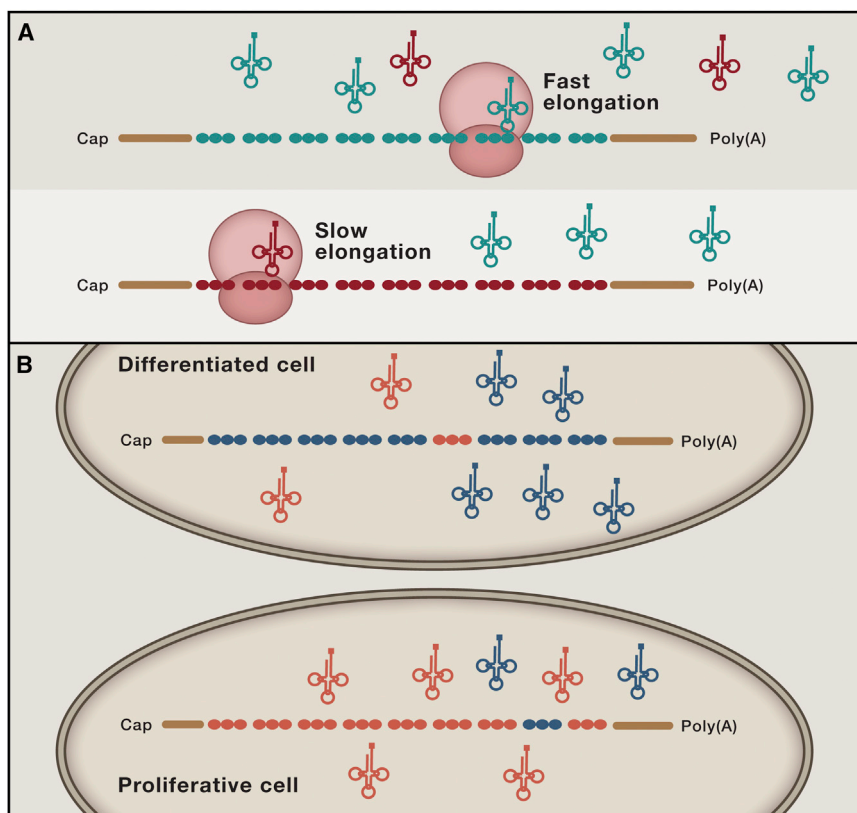 A
Fast
elongation
Cap
Poly(A)
Slow
elongation
Cap
Poly(A)
B
Differentiated cell
Cap
Poly(A)
Cap
Poly(A)
Proliferative cell